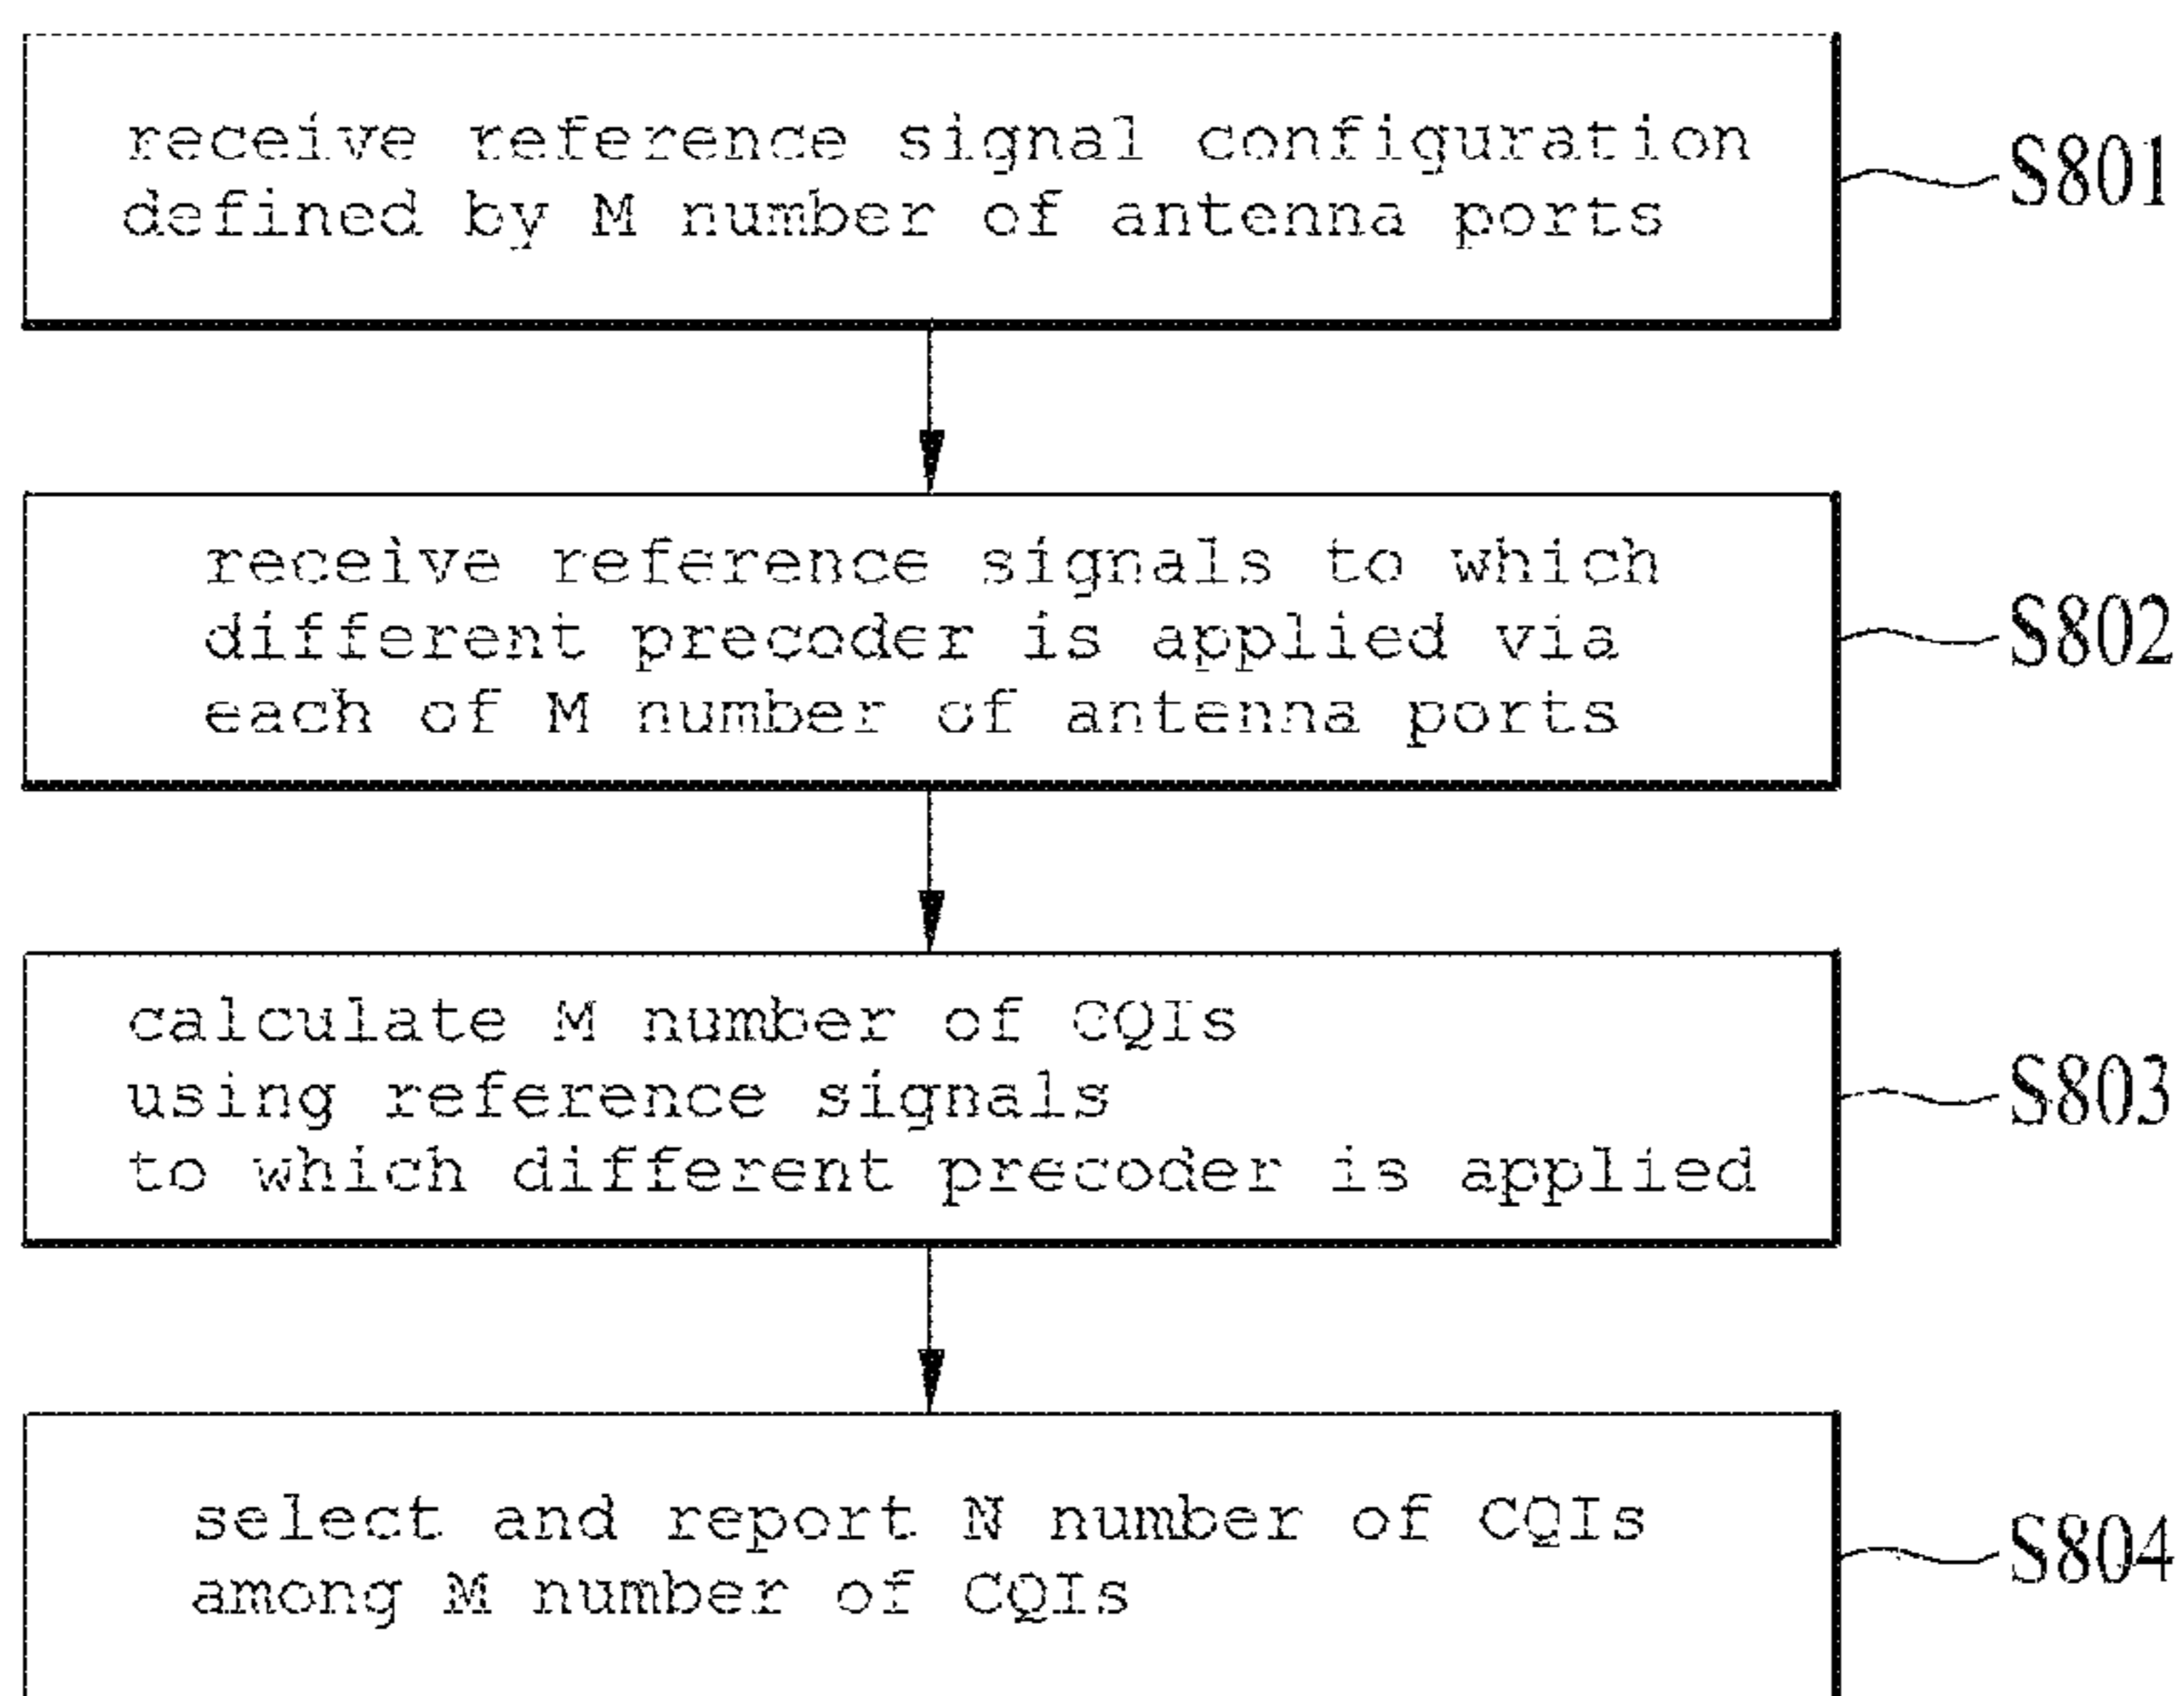 receive reference signal configuration
defined by M number of antenna ports
S801
receive reference signals to which
different precoder is applied via
each of M number of antenna ports
S802
calculate M number of CQIs
using reference signals
to which different precoder is applied
S803
select and report N number of CQIs
among M number of CQIs
S804